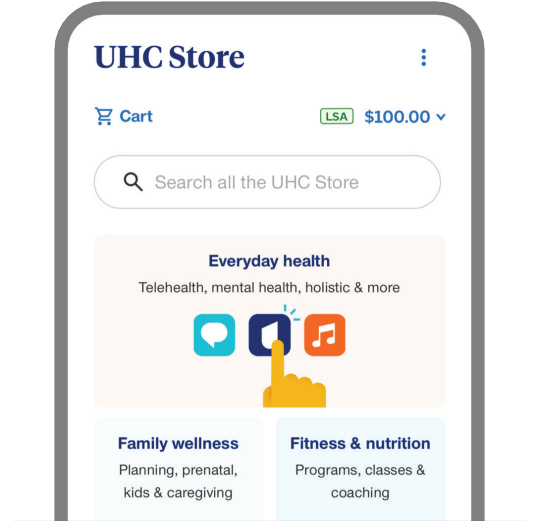 UHC Store
Cart
LSA $100.00
Search all the UHC Store
Everyday health
Telehealth, mental health, holistic & more
Family wellness
Planning, prenatal,
kids & caregiving
Fitness & nutrition
Programs, classes &
coaching